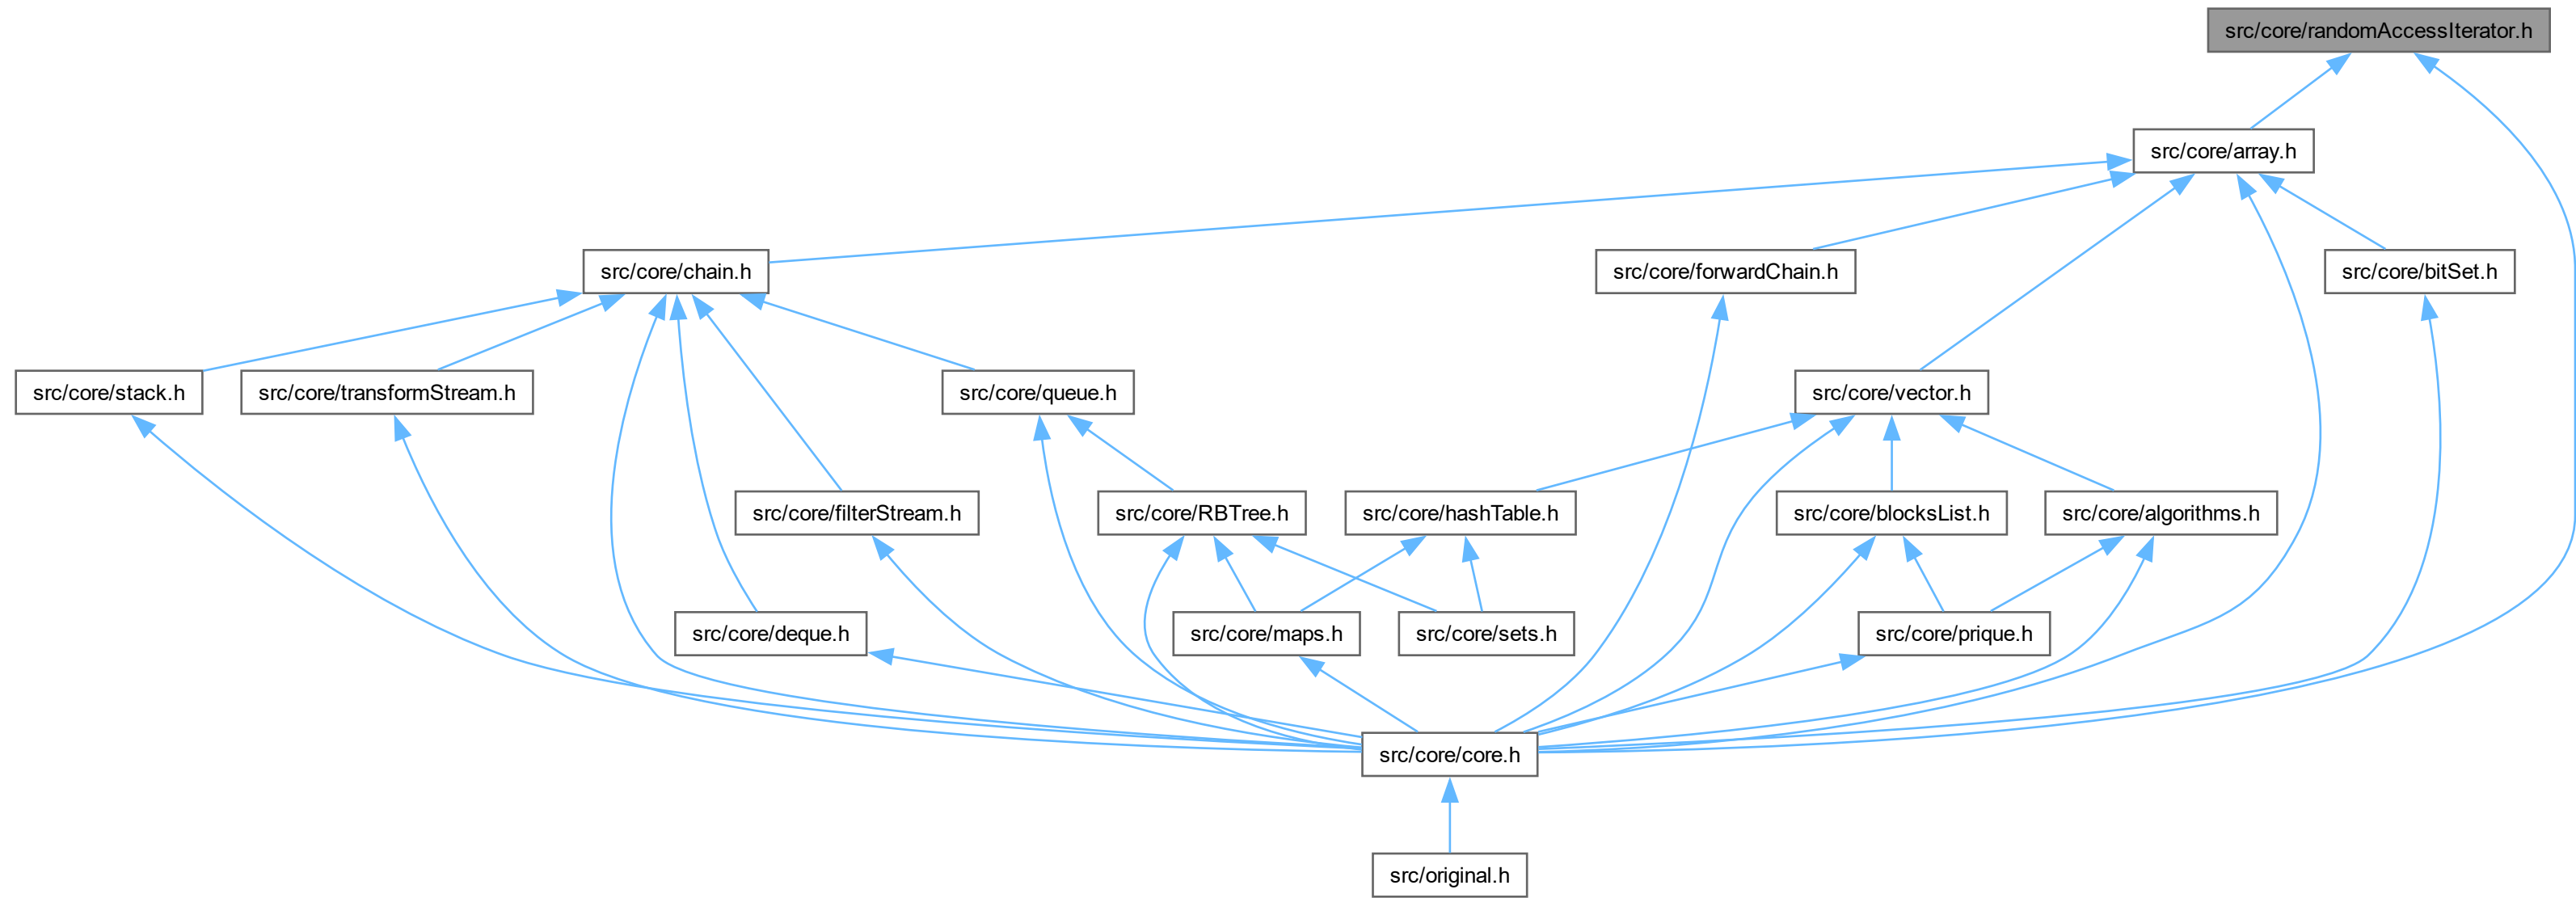 src/core/randomAccessIterator.h
src/core/array.h
src/core/chain.h
src/core/forwardChain.h
src/core/bitSet.h
src/core/stack.h
src/core/transformStream.h
src/core/queue.h
src/core/vector.h
src/core/filterStream.h
src/core/RBTree.h
src/core/hashTable.h
src/core/blocksList.h
src/core/algorithms.h
src/core/deque.h
src/core/maps.h
src/core/sets.h
src/core/prique.h
src/core/core.h
src/original.h